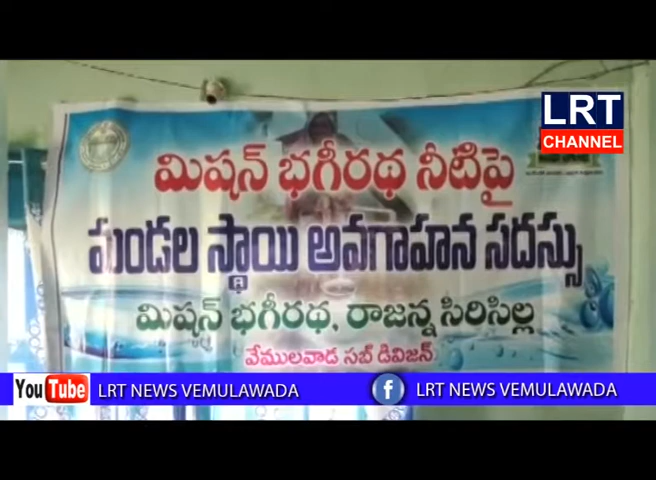 LRT
CHANNEL
మిషన్ భగీరథ నీటిపై
మండల స్థాయి అవగాహన సదస్సు
మిషన్ భగీరథ, రాజన్న సిరిసిల్ల
వేములవాడ సబ్ డివిజన్
YouTube LRT NEWS VEMULAWADA f LRT NEWS VEMULAWADA